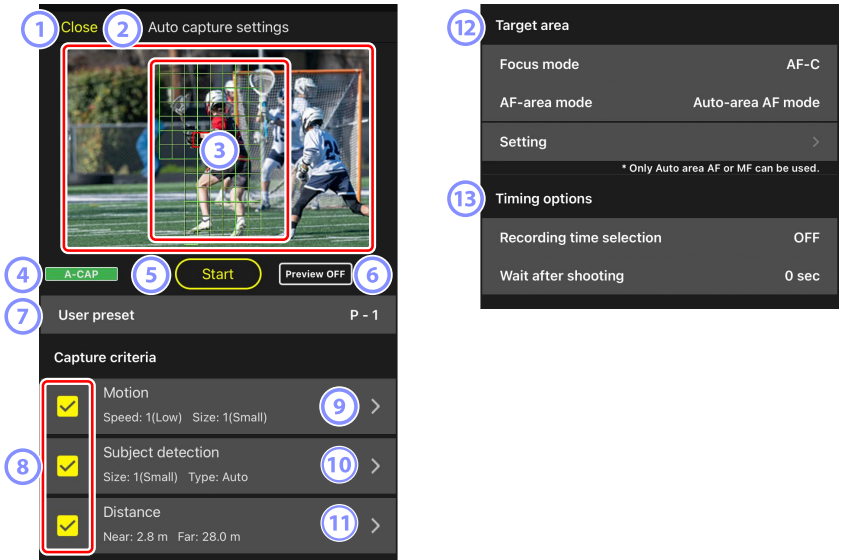 1 Close 2 Auto capture settings
3
4 A-CAP 5 Start Preview OFF 6
7 User preset P - 1
Capture criteria
8
Motion
Speed: 1(Low) Size: 1(Small) 9
Subject detection
Size: 1(Small) Type: Auto 10
Distance
Near: 2.8 m Far: 28.0 m 11
12 Target area
Focus mode AF-C
AF-area mode Auto-area AF mode
Setting
* Only Auto area AF or MF can be used.
13 Timing options
Recording time selection OFF
Wait after shooting 0 sec